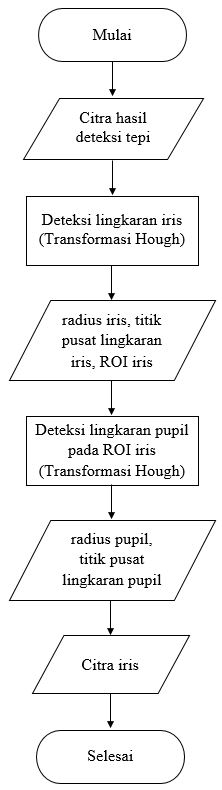 Mulai
Citra hasil
deteksi tepi
Deteksi lingkaran iris
(Transformasi Hough)
radius iris, titik
pusat lingkaran
iris, ROI iris
Deteksi lingkaran pupil
pada ROI iris
(Transformasi Hough)
radius pupil,
titik pusat
lingkaran pupil
Citra iris
Selesai